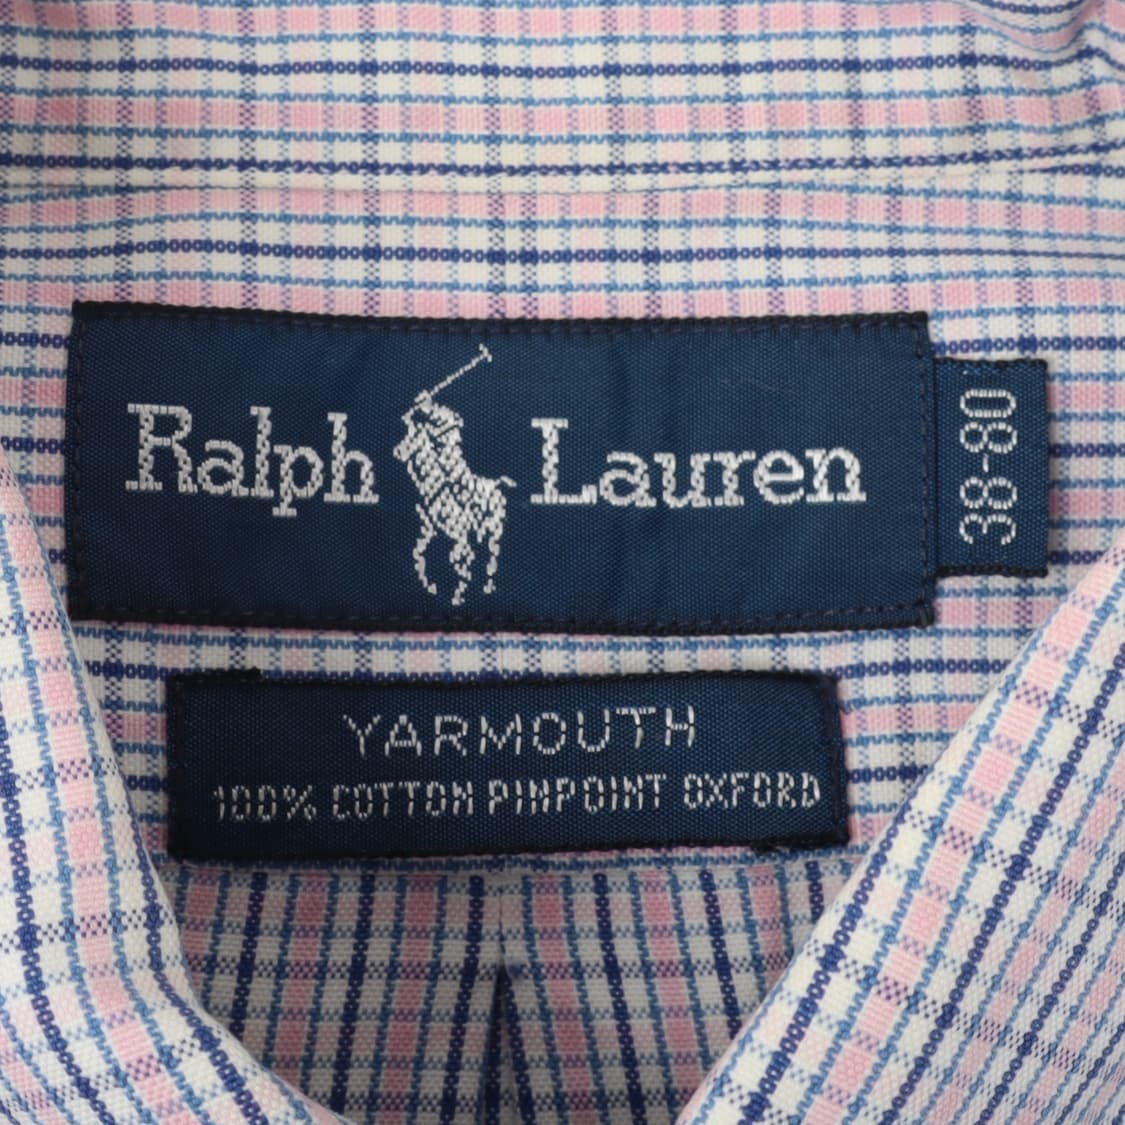 Ralph Lauren
38-80
YARMOUTH
100% COTTON PINPOINT OXFORD